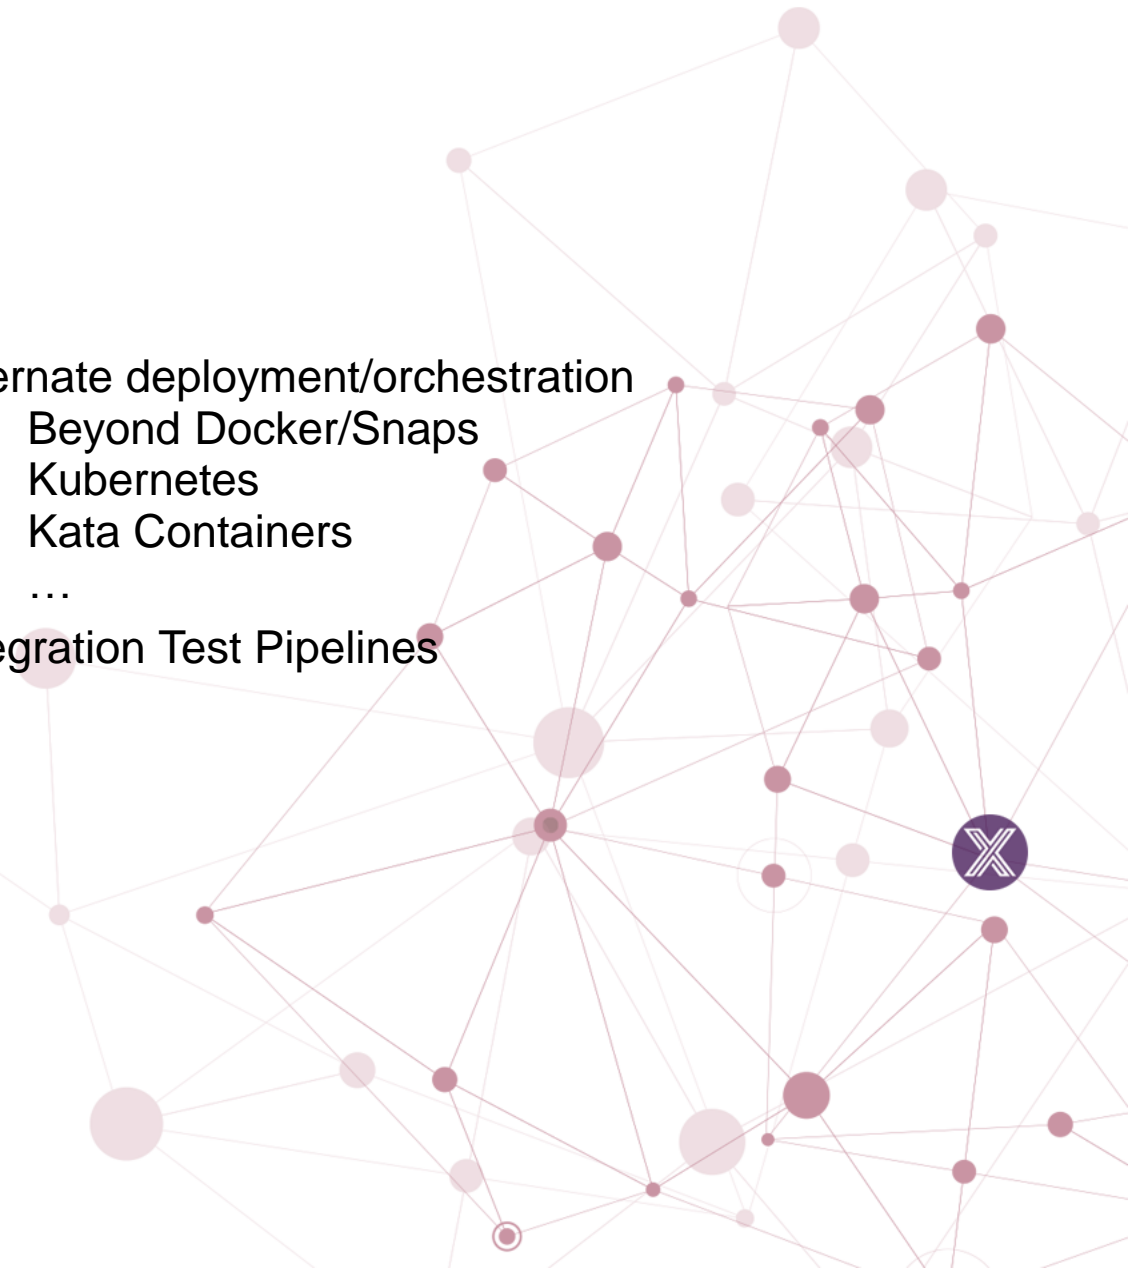 ernate deployment/orchestration
Beyond Docker/Snaps
Kubernetes
Kata Containers
…
egration Test Pipelines